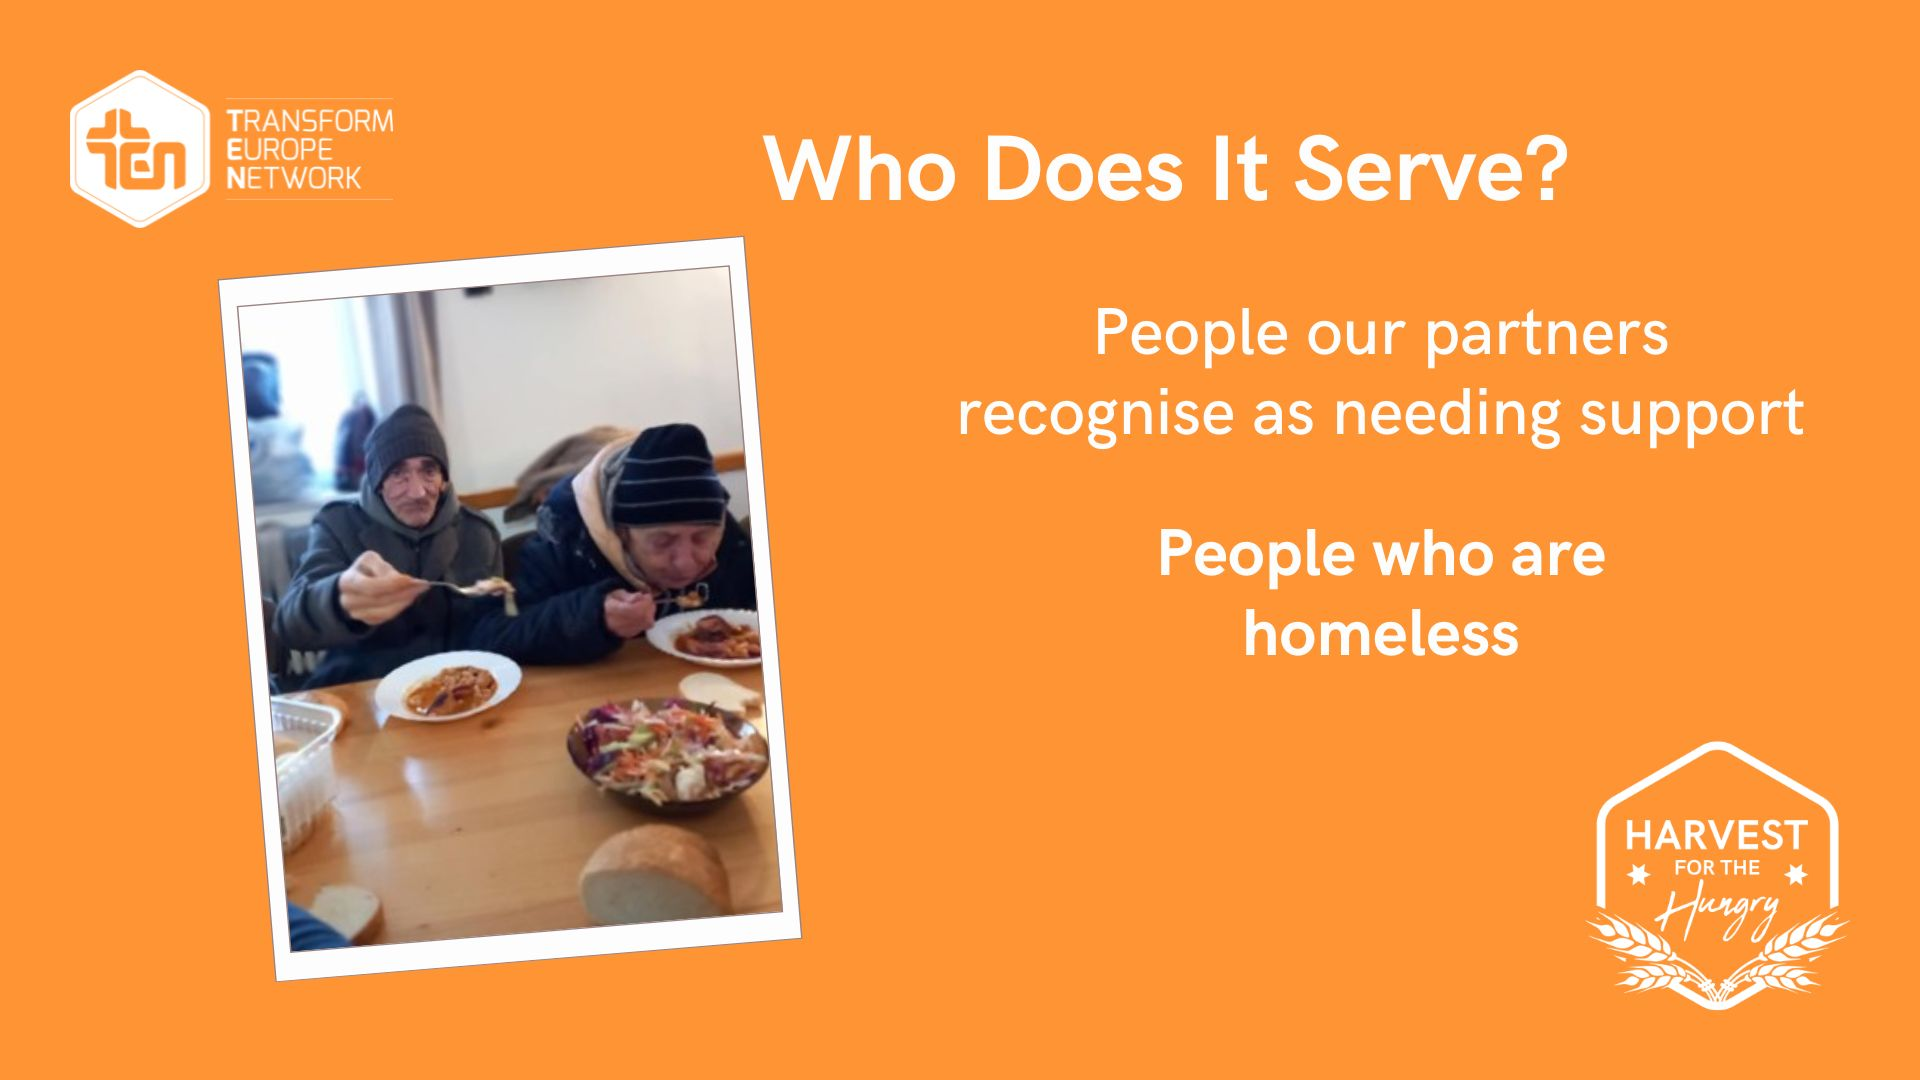 TRANSFORM
EUROPE
NETWORK
ten
Who Does It Serve?
People our partners
recognise as needing support
People who are
homeless
HARVEST
FOR THE
Hungry